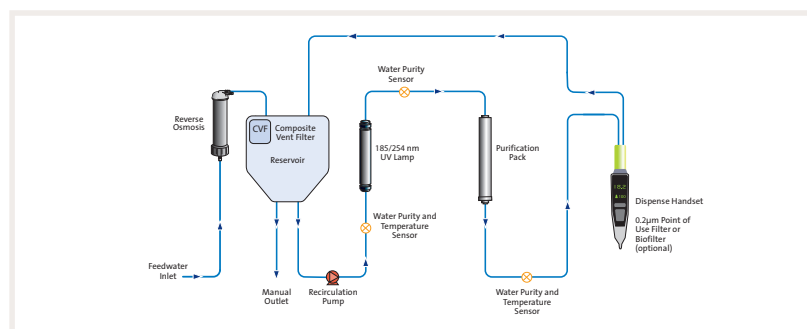 Water Purity
Sensor
Reverse
Osmosis
CVF
Composite
Vent Filter
Reservoir
185/254 nm
UV Lamp
Purification
Pack
18.2
Dispense Handset
0.2µm Point of
Use Filter or
Biofilter
(optional)
Water Purity and
Temperature
Sensor
Feedwater
Inlet
Manual
Outlet
Recirculation
Pump
Water Purity and
Temperature
Sensor